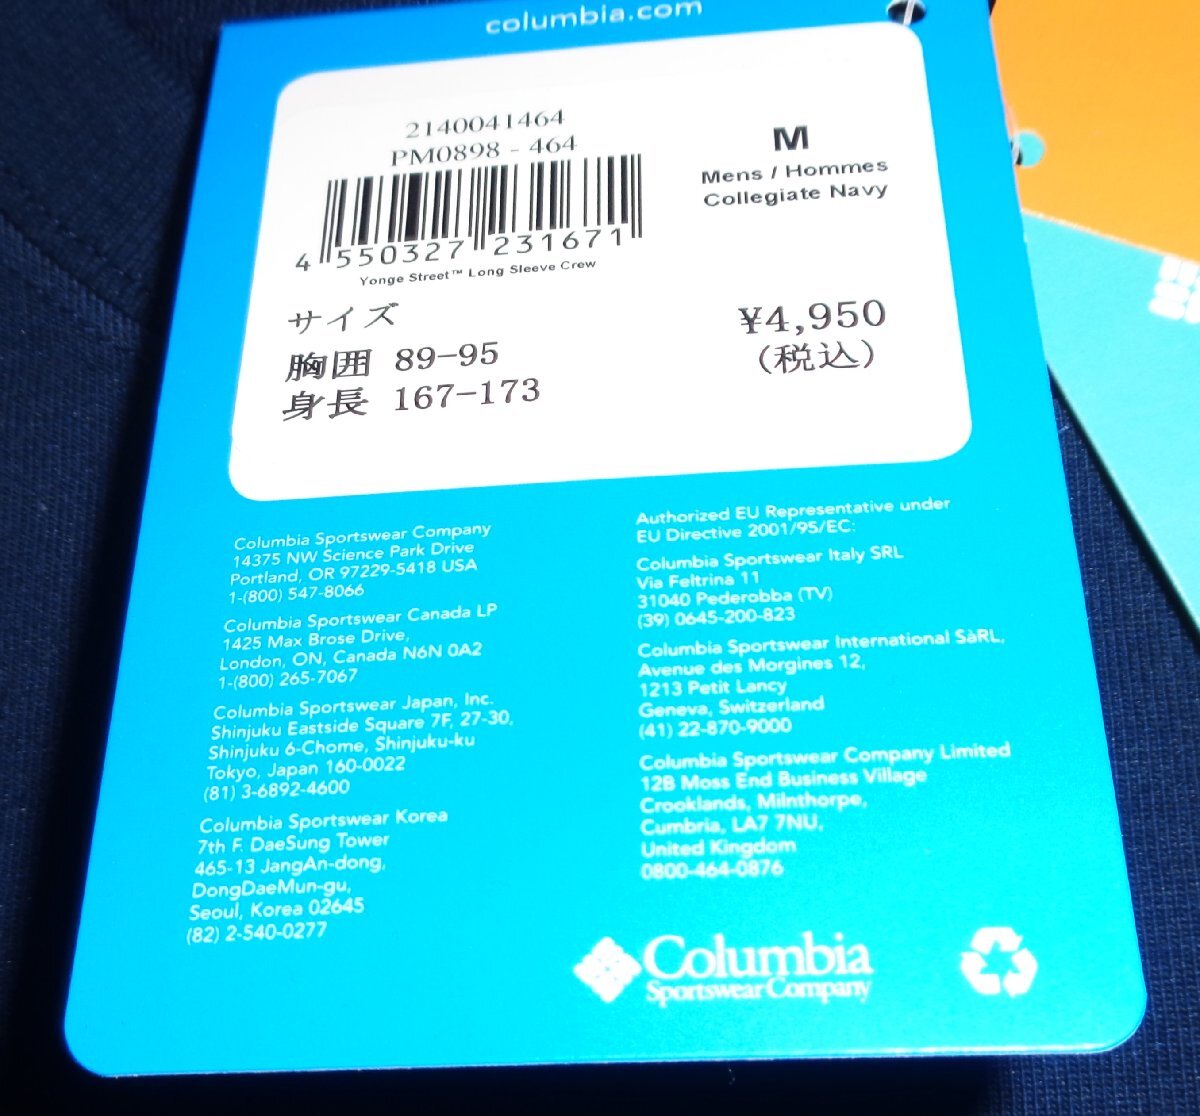 columbia.com
2140041464
PM0898 - 464
4 550327 231671
Yonge Street™ Long Sleeve Crew
M
Mens / Hommes
Collegiate Navy
サイズ
胸囲 89-95
身長 167-173
¥4,950
(税込)
Columbia Sportswear Company
14375 NW Science Park Drive
Portland, OR 97229-5418 USA
1-(800) 547-8066
Columbia Sportswear Canada LP
1425 Max Brose Drive,
London, ON, Canada N6N 0A2
1-(800) 265-7067
Columbia Sportswear Japan, Inc.
Shinjuku Eastside Square 7F, 27-30,
Shinjuku 6-Chome, Shinjuku-ku
Tokyo, Japan 160-0022
(81) 3-6892-4600
Columbia Sportswear Korea
7th F. DaeSung Tower
465-13 JangAn-dong,
DongDaeMun-gu,
Seoul, Korea 02645
(82) 2-540-0277
Authorized EU Representative under
EU Directive 2001/95/EC:
Columbia Sportswear Italy SRL
Via Feltrina 11
31040 Pederobba (TV)
(39) 0645-200-823
Columbia Sportswear International SàRL,
Avenue des Morgines 12,
1213 Petit Lancy
Geneva, Switzerland
(41) 22-870-9000
Columbia Sportswear Company Limited
12B Moss End Business Village
Crooklands, Milnthorpe,
Cumbria, LA7 7NU,
United Kingdom
0800-464-0876
Columbia
Sportswear Company